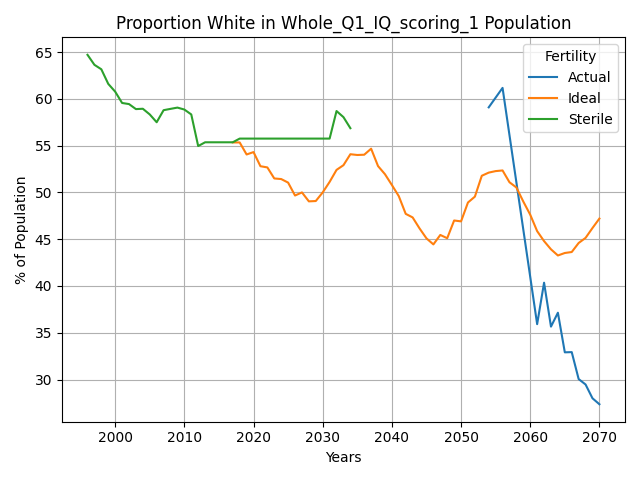 Proportion White in Whole_Q1_IQ_scoring_1 Population
% of Population
65
60
55
50
45
40
35
30
Fertility
Actual
Ideal
Sterile
2000 2010 2020 2030 2040 2050 2060 2070
Years